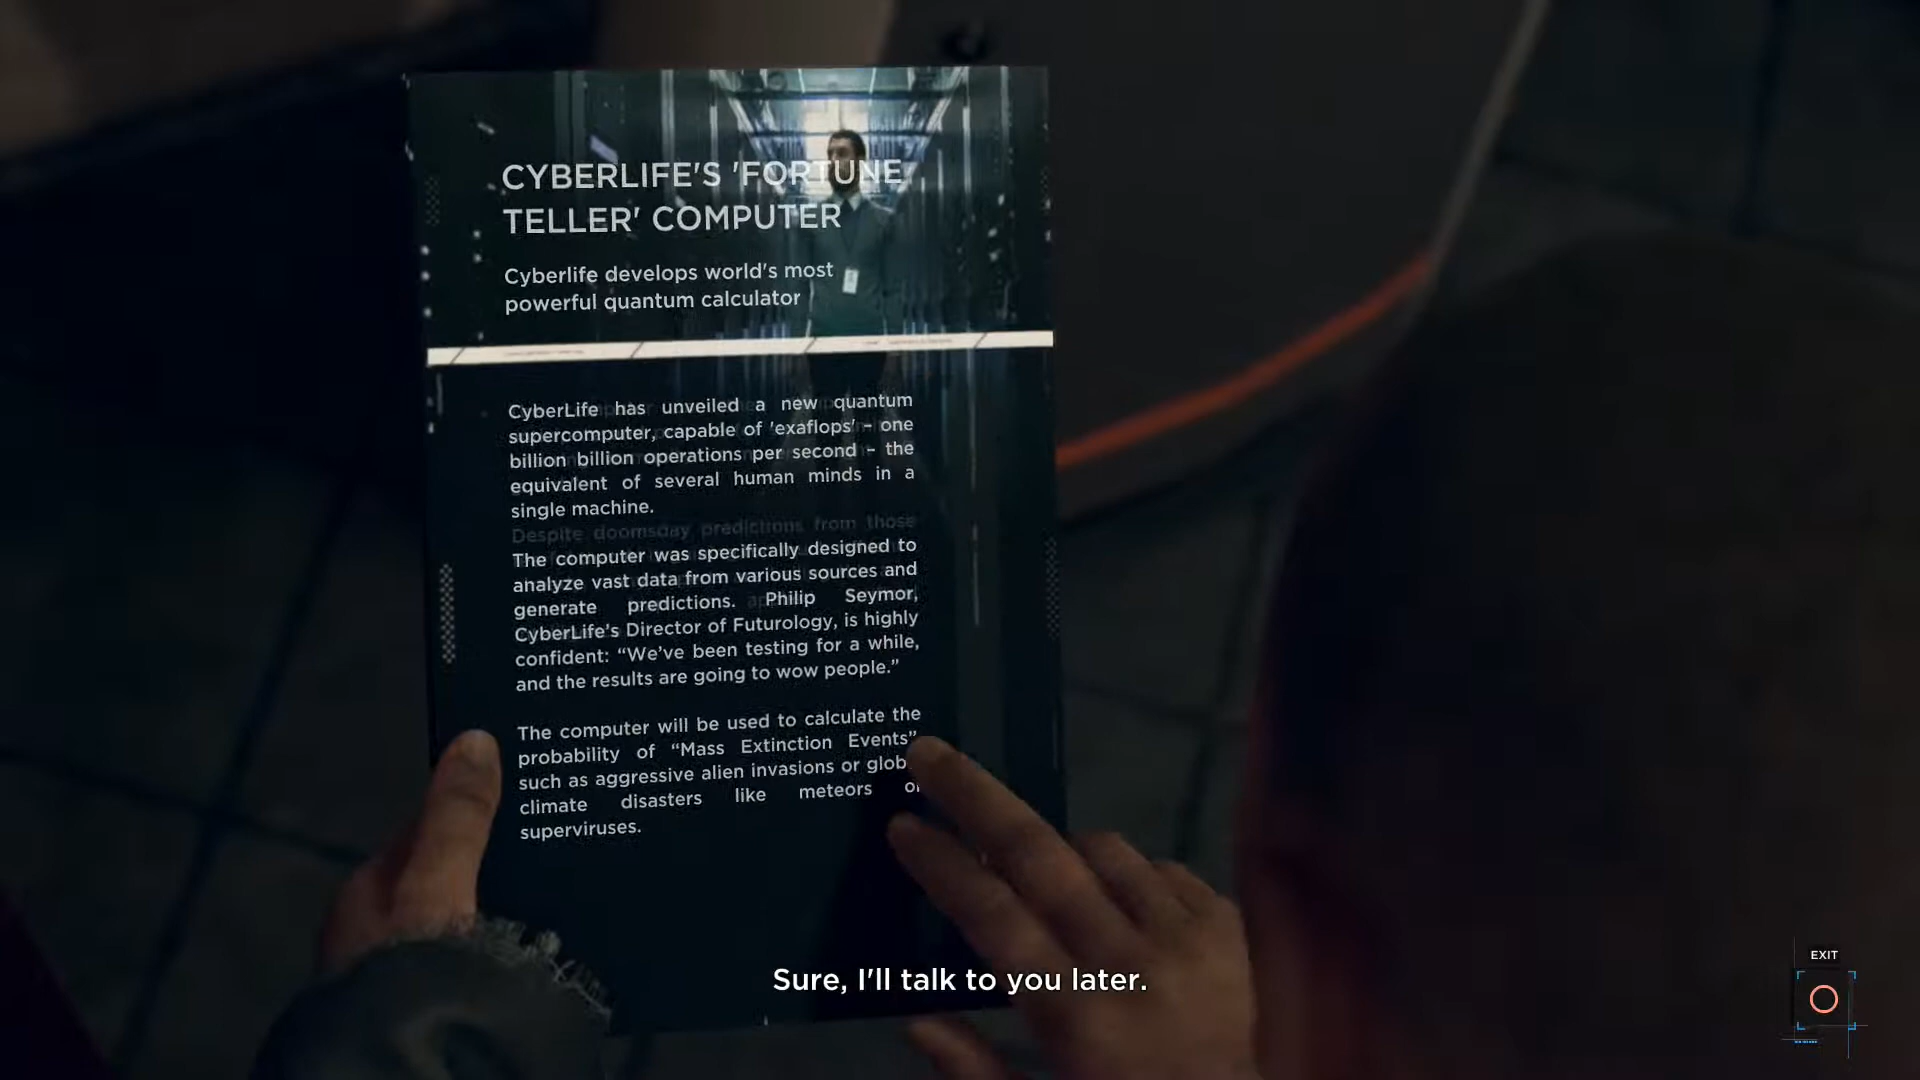 CYBERLIFE'S 'FORTUNE
TELLER' COMPUTER
Cyberlife develops world's most
powerful quantum calculator
CyberLife has unveiled a new quantum
supercomputer, capable of 'exaflops' - one
billion billion operations per second - the
equivalent of several human minds in a
single machine.
Despite doomsday predictions from those
The computer was specifically designed to
analyze vast data from various sources and
generate predictions. Philip Seymor,
CyberLife's Director of Futurology, is highly
confident: “We've been testing for a while,
and the results are going to wow people.”
The computer will be used to calculate the
probability of “Mass Extinction Events”
such as aggressive alien invasions or
climate disasters like meteors
superviruses.
Sure, I'll talk to you later.
EXIT